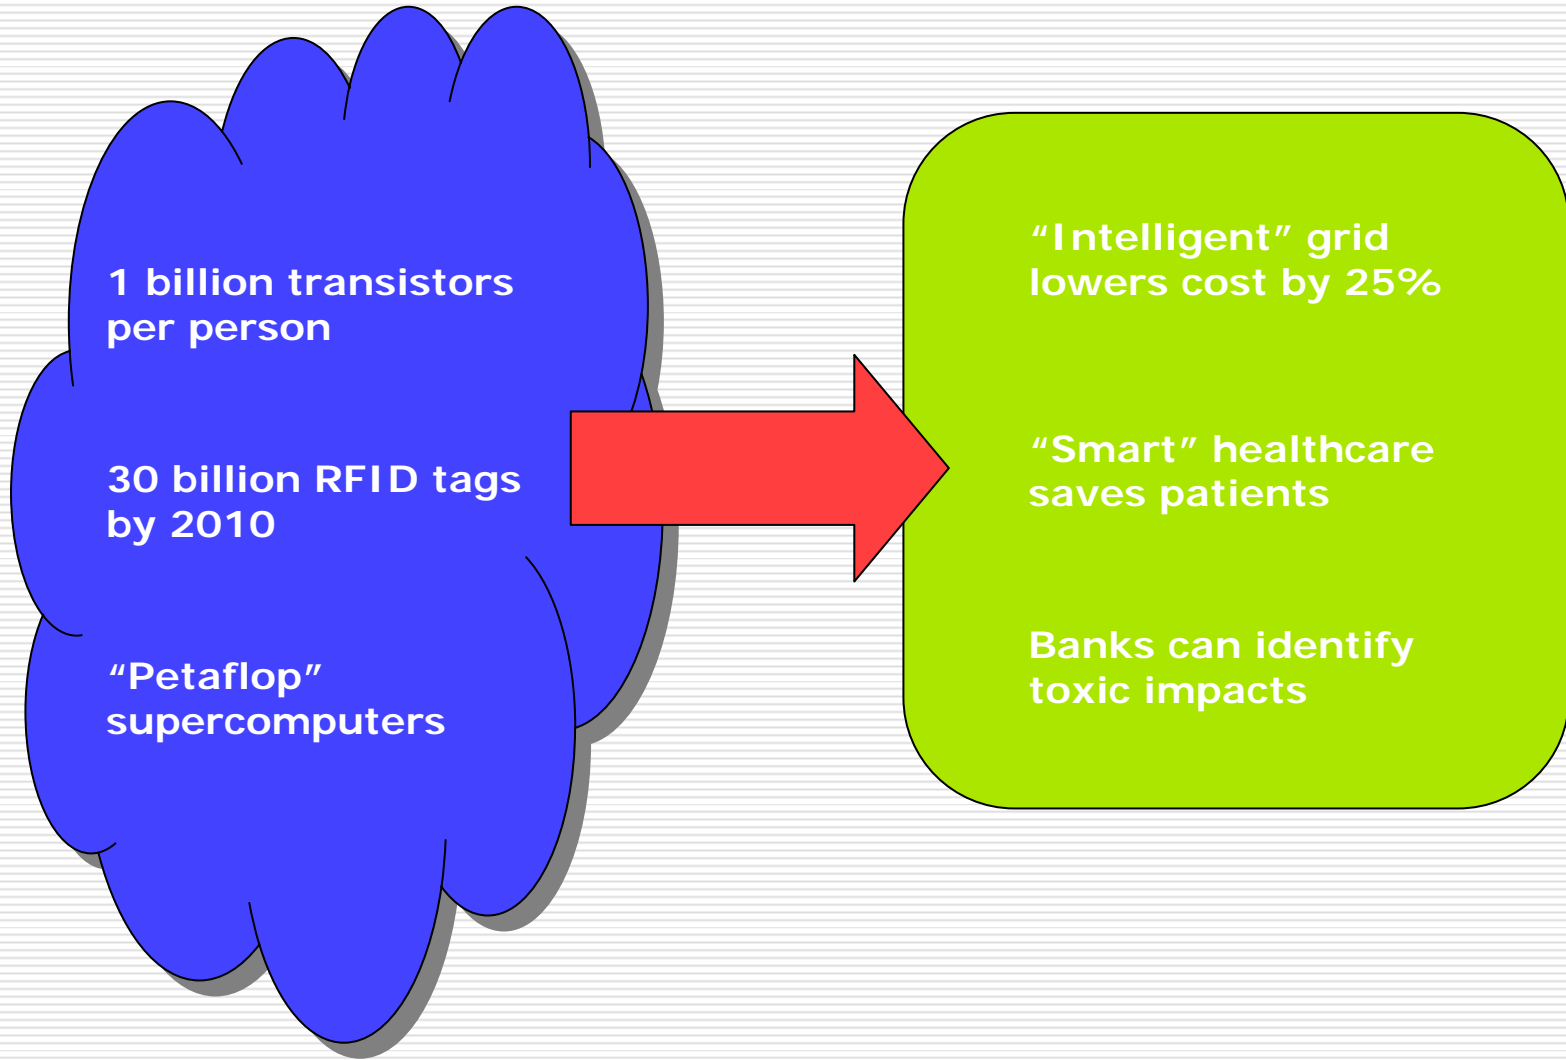 1 billion transistors
per person
30 billion RFID tags
by 2010
“Petaflop”
supercomputers
“Intelligent” grid
lowers cost by 25%
“Smart” healthcare
saves patients
Banks can identify
toxic impacts